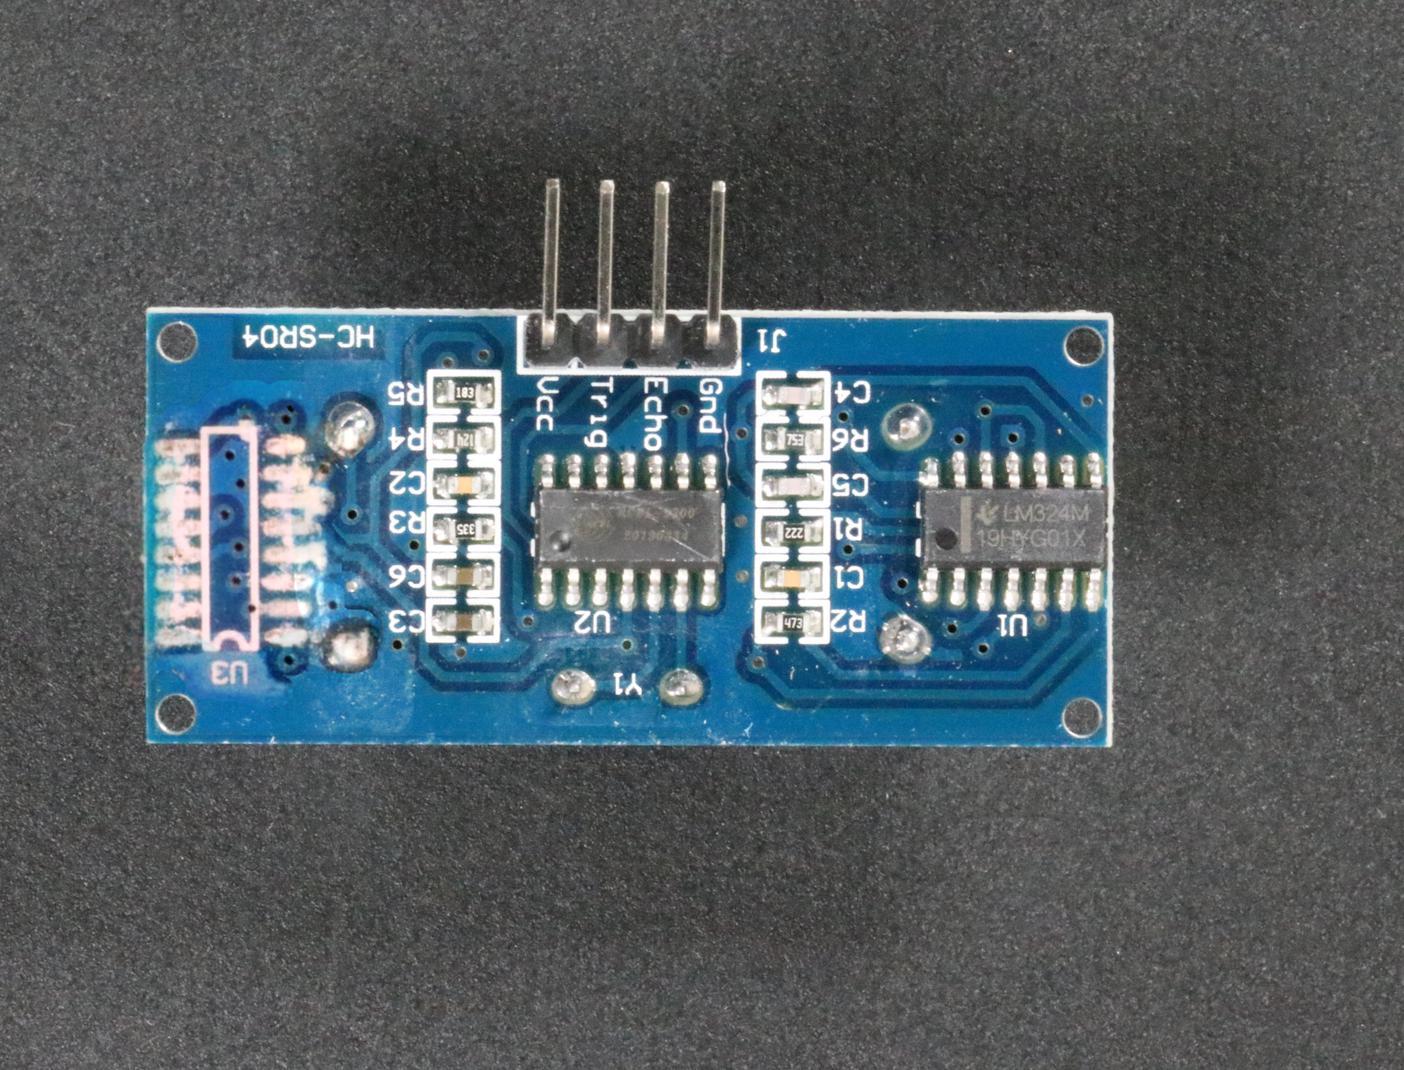 HC-SR04
J1
Vcc
Trig
Echo
Gnd
R5
183
R4
124
C2
R3
335
C6
C3
C4
R6
753
C5
R1
222
C1
R2
473
LM324M
19HYG01X
U3
U2
U1
Y1